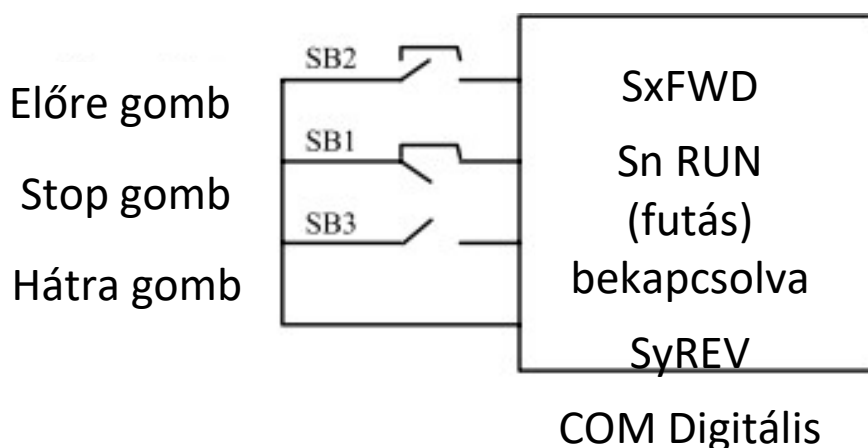 SB2
SxFWD
Előre gomb
SB1
Sn RUN
Stop gomb
(futás)
SB3
Hátra gomb
bekapcsolva
SyREV
COM Digitális